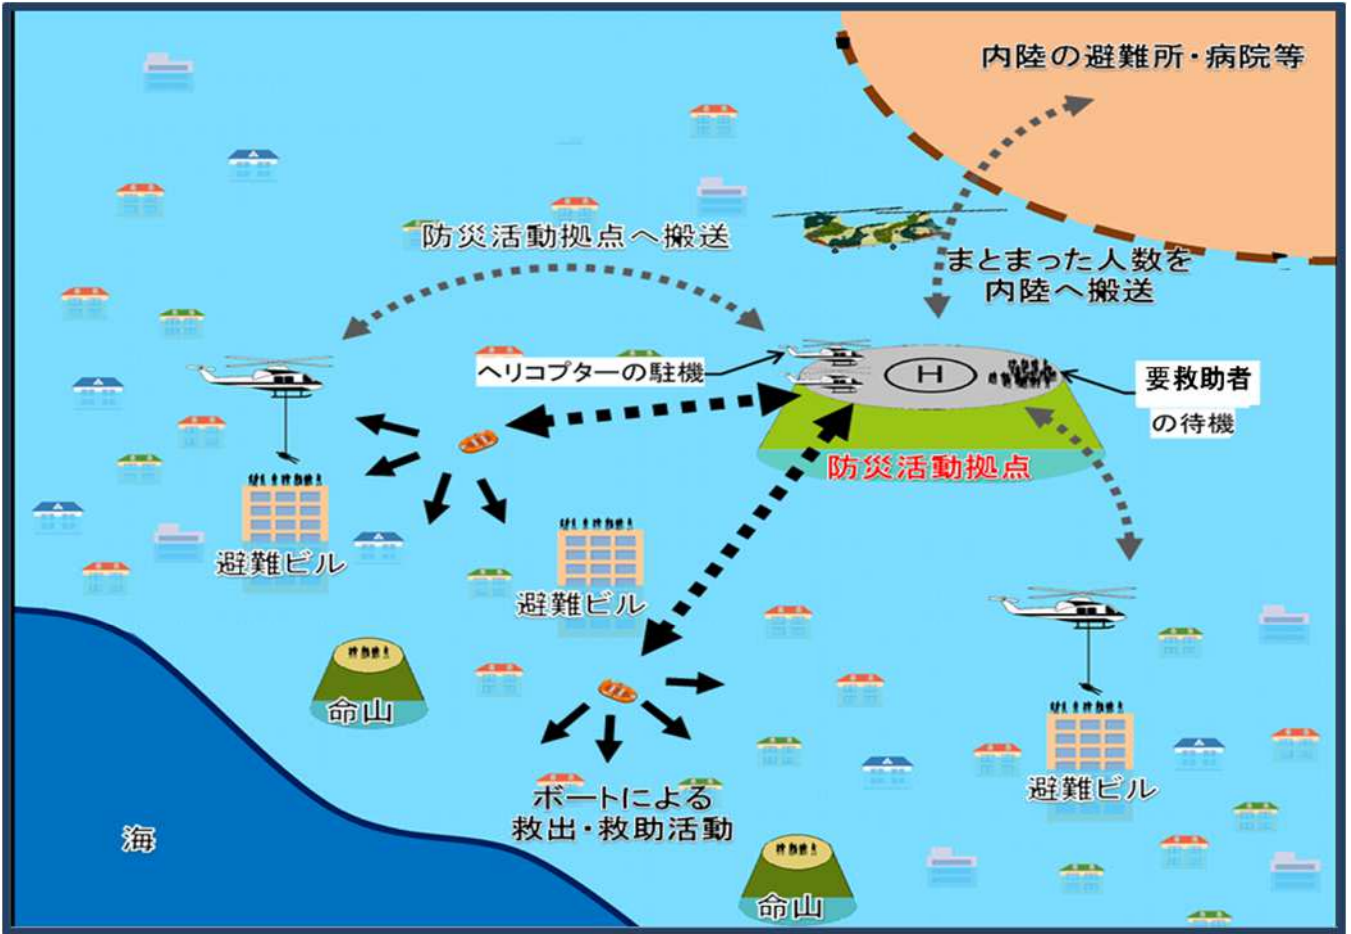 内陸の避難所・病院等
防災活動拠点へ搬送
まとまった人数を
内陸へ搬送
ヘリコプターの駐機
H
要救助者
の待機
防災活動拠点
避難ビル
避難ビル
命山
避難ビル
ボートによる
救出・救助活動
海
命山